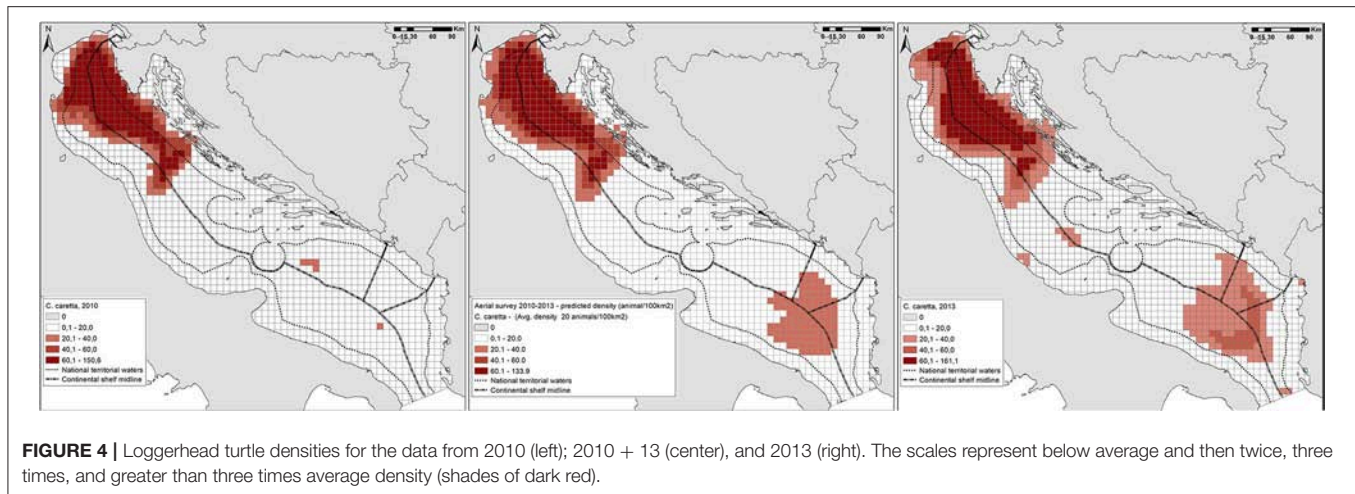 N
0 15 30 60 90 Km
C. caretta, 2010
0
0,1 - 20,0
20,1 - 40,0
40,1 - 60,0
60,1 - 150,6
National territorial waters
Continental shelf midline
N
0 15 30 60 90 Km
Aerial survey 2010-2013 - predicted density (animal/100km2)
C. caretta - (Avg. density 20 animals/100km2)
0
0.1 - 20.0
20.1 - 40.0
40.1 - 60.0
60.1 - 133.9
National territorial waters
Continental shelf midline
N
0 15 30 60 90 Km
C. caretta, 2013
0
0,1 - 20,0
20,1 - 40,0
40,1 - 60,0
60,1 - 161,1
National territorial waters
Continental shelf midline
FIGURE 4 | Loggerhead turtle densities for the data from 2010 (left); 2010 + 13 (center), and 2013 (right). The scales represent below average and then twice, three
times, and greater than three times average density (shades of dark red).